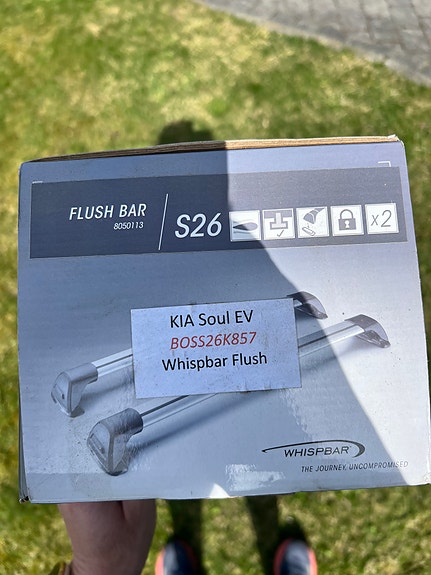 FLUSH BAR
8050113
S26
x2
KIA Soul EV
BOSS26K857
Whispbar Flush
WHISPBAR
THE JOURNEY, UNCOMPROMISED